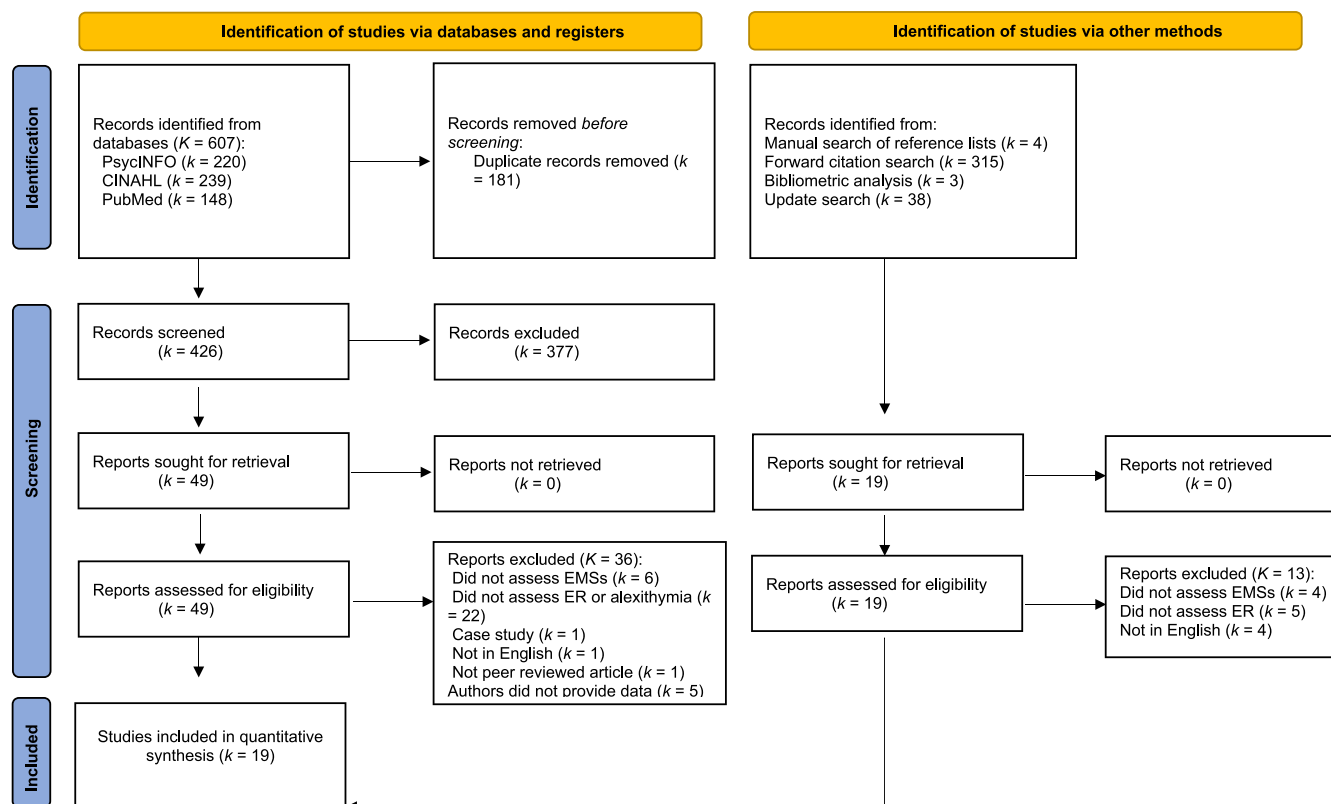 Identification of studies via databases and registers
Identification of studies via other methods
Identification
Records identified from
databases (K = 607):
PsycINFO (k = 220)
CINAHL (k = 239)
PubMed (k = 148)
Records removed before
screening:
Duplicate records removed (k
= 181)
Records identified from:
Manual search of reference lists (k = 4)
Forward citation search (k = 315)
Bibliometric analysis (k = 3)
Update search (k = 38)
Screening
Records screened
(k = 426)
Records excluded
(k = 377)
Reports sought for retrieval
(k = 49)
Reports not retrieved
(k = 0)
Reports sought for retrieval
(k = 19)
Reports not retrieved
(k = 0)
Reports assessed for eligibility
(k = 49)
Reports excluded (K = 36):
Did not assess EMSs (k = 6)
Did not assess ER or alexithymia (k
= 22)
Case study (k = 1)
Not in English (k = 1)
Not peer reviewed article (k = 1)
Authors did not provide data (k = 5)
Reports assessed for eligibility
(k = 19)
Reports excluded (K = 13):
Did not assess EMSs (k = 4)
Did not assess ER (k = 5)
Not in English (k = 4)
Included
Studies included in quantitative
synthesis (k = 19)